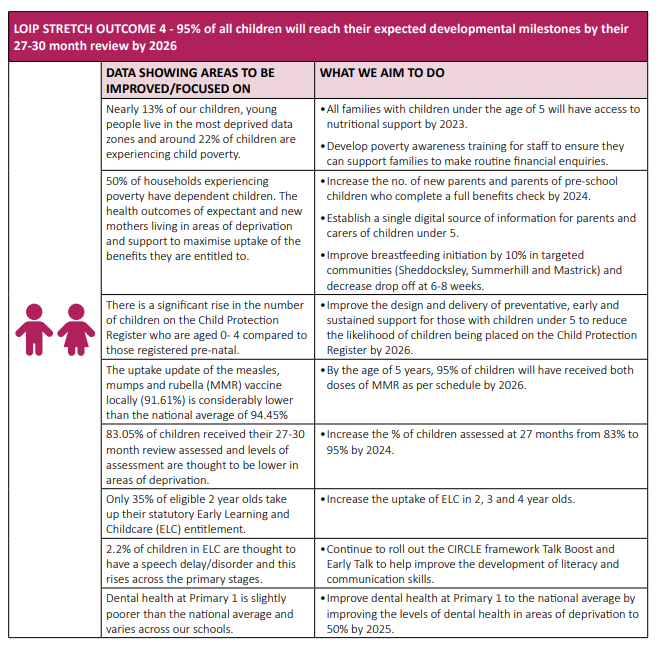 LOIP STRETCH OUTCOME 4 - 95% of all children will reach their expected developmental milestones by their
27-30 month review by 2026
DATA SHOWING AREAS TO BE
IMPROVED/FOCUSED ON
WHAT WE AIM TO DO
Nearly 13% of our children, young
people live in the most deprived data
zones and around 22% of children are
experiencing child poverty.
•All families with children under the age of 5 will have access to
nutritional support by 2023.
•Develop poverty awareness training for staff to ensure they
can support families to make routine financial enquiries.
50% of households experiencing
poverty have dependent children. The
health outcomes of expectant and new
mothers living in areas of deprivation
and support to maximise uptake of the
benefits they are entitled to.
•Increase the no. of new parents and parents of pre-school
children who complete a full benefits check by 2024.
•Establish a single digital source of information for parents and
carers of children under 5.
•Improve breastfeeding initiation by 10% in targeted
communities (Sheddocksley, Summerhill and Mastrick) and
decrease drop off at 6-8 weeks.
There is a significant rise in the number
of children on the Child Protection
Register who are aged 0- 4 compared to
those registered pre-natal.
•Improve the design and delivery of preventative, early and
sustained support for those with children under 5 to reduce
the likelihood of children being placed on the Child Protection
Register by 2026.
The uptake update of the measles,
mumps and rubella (MMR) vaccine
locally (91.61%) is considerably lower
than the national average of 94.45%
•By the age of 5 years, 95% of children will have received both
doses of MMR as per schedule by 2026.
83.05% of children received their 27-30
month review assessed and levels of
assessment are thought to be lower in
areas of deprivation.
•Increase the % of children assessed at 27 months from 83% to
95% by 2024.
Only 35% of eligible 2 year olds take
up their statutory Early Learning and
Childcare (ELC) entitlement.
•Increase the uptake of ELC in 2, 3 and 4 year olds.
2.2% of children in ELC are thought to
have a speech delay/disorder and this
rises across the primary stages.
•Continue to roll out the CIRCLE framework Talk Boost and
Early Talk to help improve the development of literacy and
communication skills.
Dental health at Primary 1 is slightly
poorer than the national average and
varies across our schools.
•Improve dental health at Primary 1 to the national average by
improving the levels of dental health in areas of deprivation to
50% by 2025.